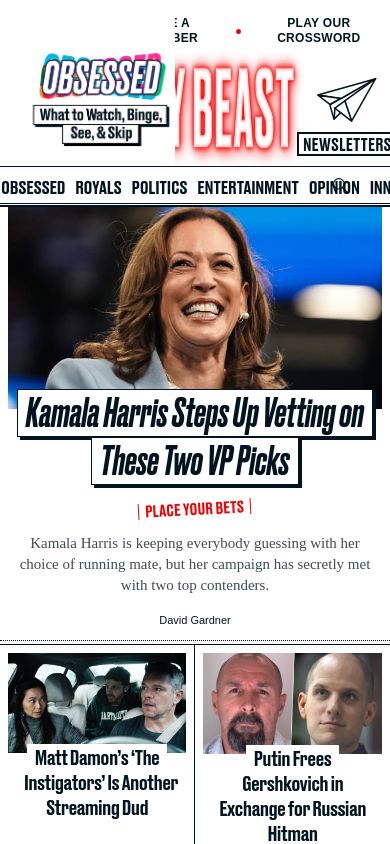 E A
BER
PLAY OUR
CROSSWORD
OBSESSED
What to Watch, Binge,
See, & Skip
Y BEAST
NEWSLETTERS
OBSESSED ROYALS POLITICS ENTERTAINMENT OPINION INN
Kamala Harris Steps Up Vetting on
These Two VP Picks
PLACE YOUR BETS
Kamala Harris is keeping everybody guessing with her
choice of running mate, but her campaign has secretly met
with two top contenders.
David Gardner
Matt Damon’s ‘The
Instigators’ Is Another
Streaming Dud
Putin Frees
Gershkovich in
Exchange for Russian
Hitman